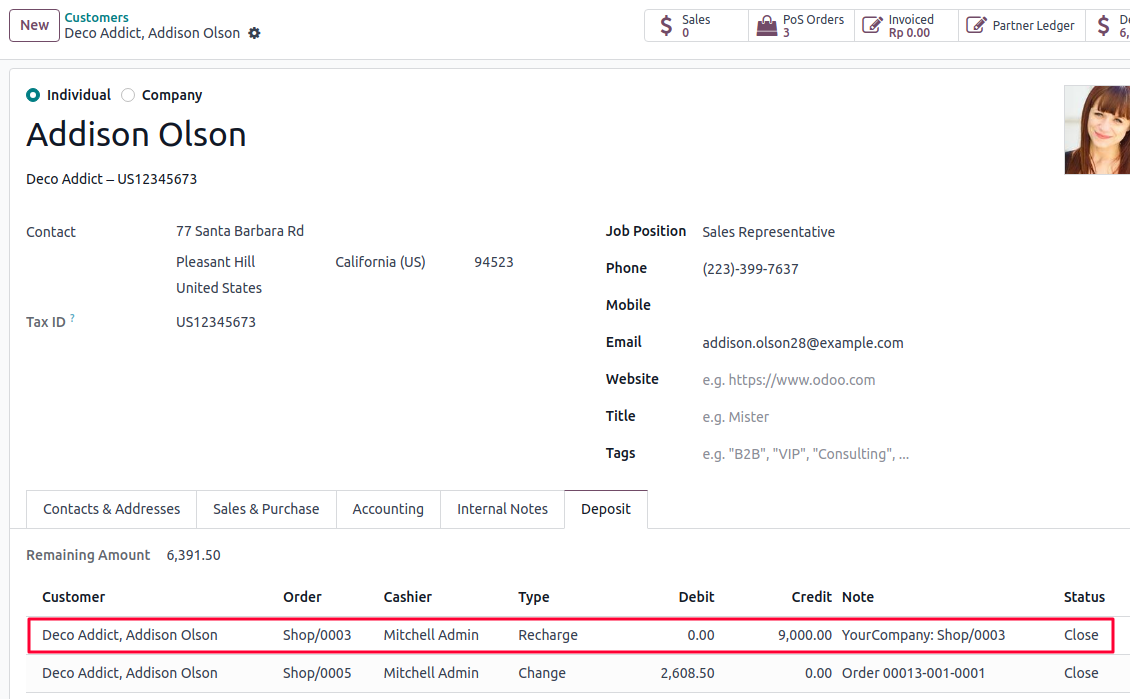 New
Customers
Deco Addict, Addison Olson
Sales
0
PoS Orders
3
Invoiced
Rp 0.00
Partner Ledger
Individual Company
Addison Olson
Deco Addict – US12345673
Contact 77 Santa Barbara Rd
Pleasant Hill California (US) 94523
United States
Tax ID ? US12345673
Job Position Sales Representative
Phone (223)-399-7637
Mobile
Email addison.olson28@example.com
Website e.g. https://www.odoo.com
Title e.g. Mister
Tags e.g. "B2B", "VIP", "Consulting", ...
Contacts & Addresses Sales & Purchase Accounting Internal Notes Deposit
Remaining Amount 6,391.50
Customer Order Cashier Type Debit Credit Note Status
Deco Addict, Addison Olson Shop/0003 Mitchell Admin Recharge 0.00 9,000.00 YourCompany: Shop/0003 Close
Deco Addict, Addison Olson Shop/0005 Mitchell Admin Change 2,608.50 0.00 Order 00013-001-0001 Close